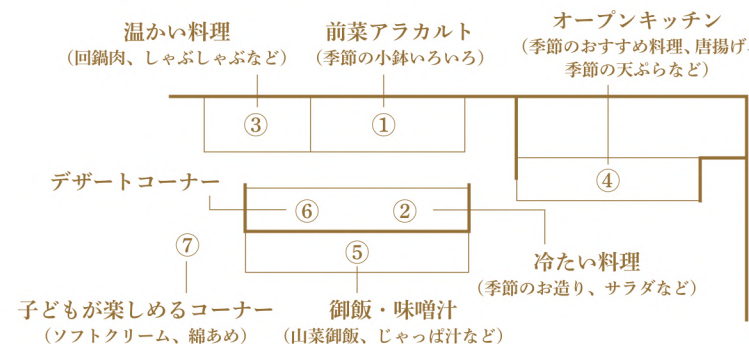 温かい料理
（回鍋肉、しゃぶしゃぶなど）
前菜アラカルト
（季節の小鉢いろいろ）
オープンキッチン
（季節のおすすめ料理、唐揚げ、
季節の天ぷらなど）
③
①
④
デザートコーナー
⑥
②
⑦
⑤
冷たい料理
（季節のお造り、サラダなど）
子どもが楽しめるコーナー
（ソフトクリーム、綿あめ）
御飯・味噌汁
（山菜御飯、じゃっぱ汁など）